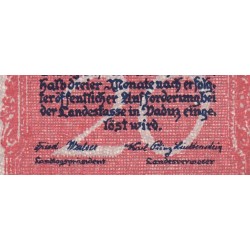 halb dreier Monate nach erfolg-
ter öffentlicher Aufforderung bei
der Landeskasse in Vaduz einge-
löst wird.
Landtagspräsident Landesverweser